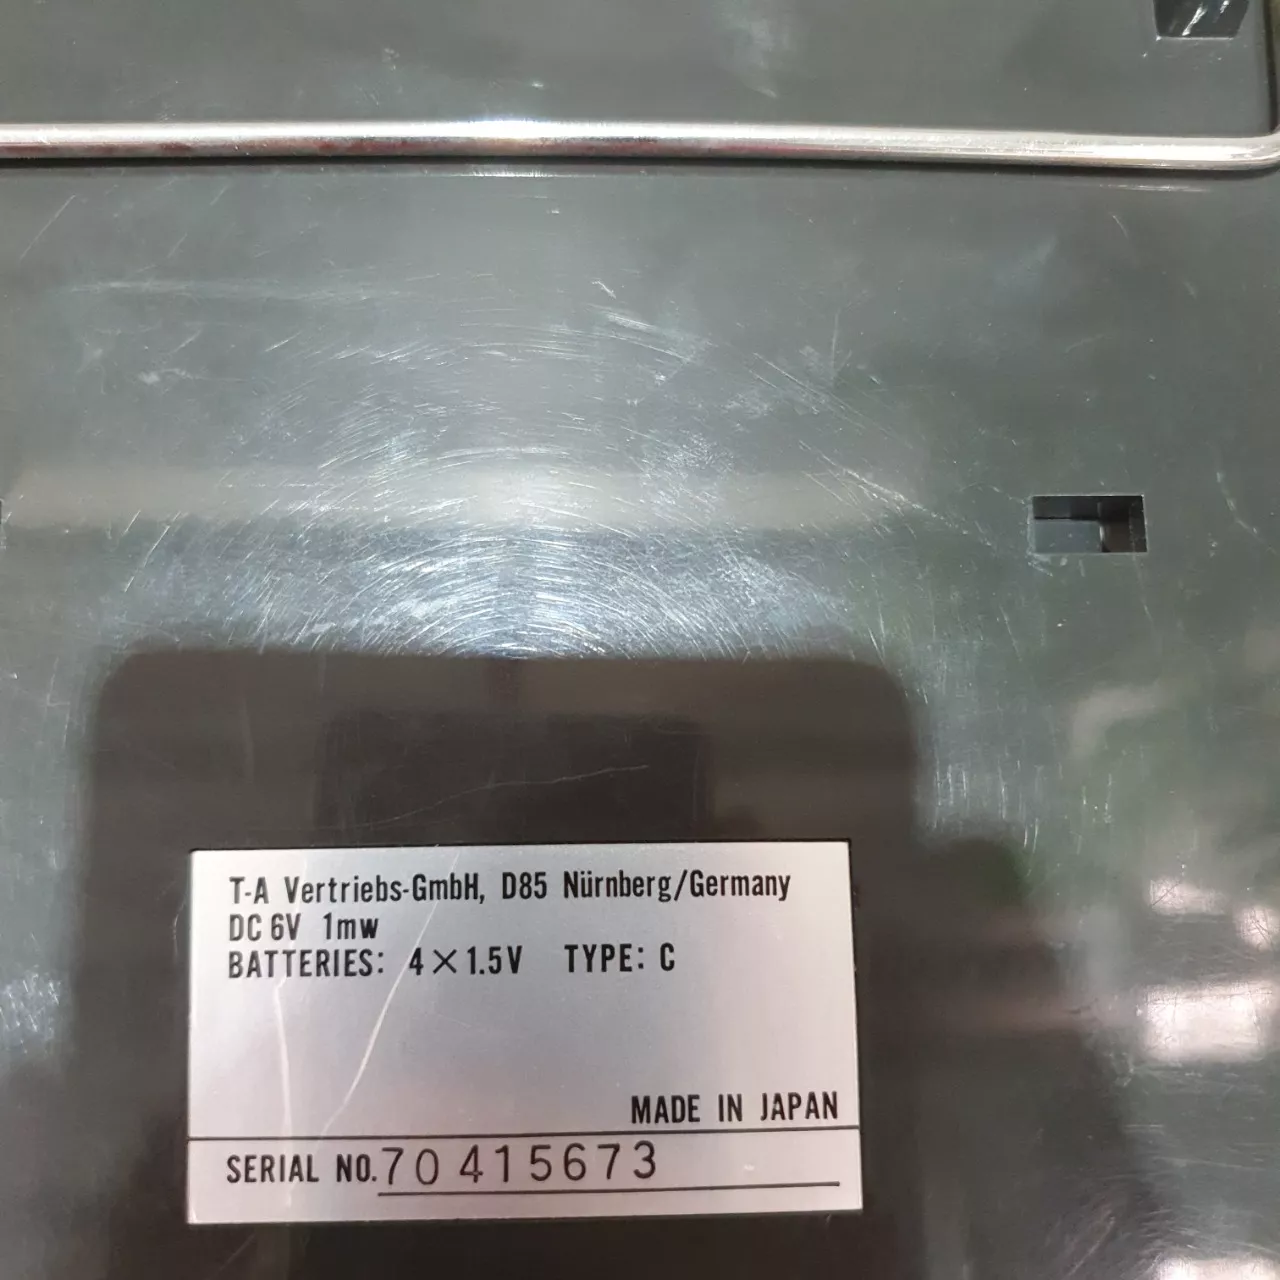 T-A Vertriebs-GmbH, D85 Nürnberg/Germany
DC 6V 1mw
BATTERIES: 4×1.5V TYPE: C
MADE IN JAPAN
SERIAL NO. 70 415673